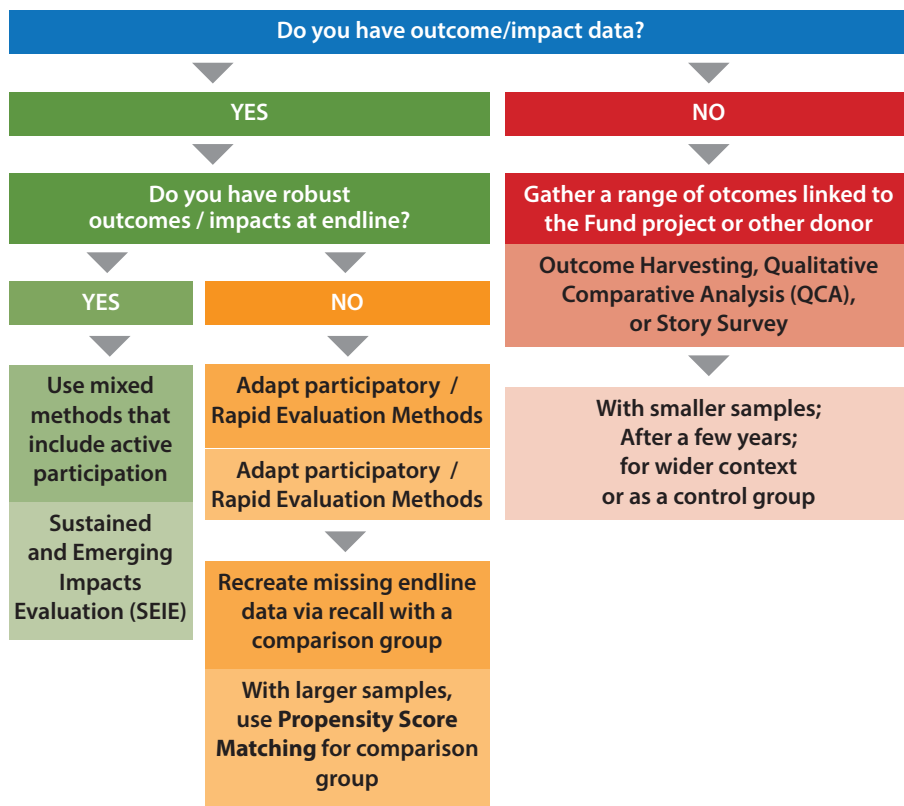 Do you have outcome/impact data?
YES
NO
Do you have robust
outcomes / impacts at endline?
Gather a range of otcomes linked to
the Fund project or other donor
Outcome Harvesting, Qualitative
Comparative Analysis (QCA),
or Story Survey
YES
NO
Use mixed
methods that
include active
participation
Sustained
and Emerging
Impacts
Evaluation (SEIE)
Adapt participatory /
Rapid Evaluation Methods
Adapt participatory /
Rapid Evaluation Methods
With smaller samples;
After a few years;
for wider context
or as a control group
Recreate missing endline
data via recall with a
comparison group
With larger samples,
use Propensity Score
Matching for comparison
group